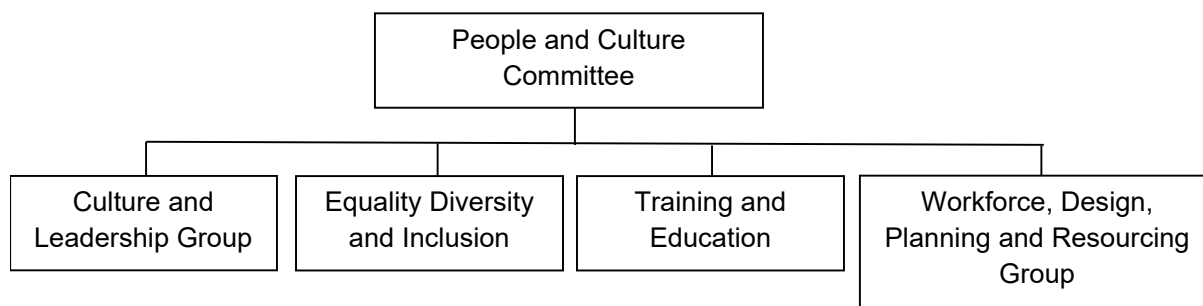 People and Culture
Committee
Culture and
Leadership Group
Equality Diversity
and Inclusion
Training and
Education
Workforce, Design,
Planning and Resourcing
Group